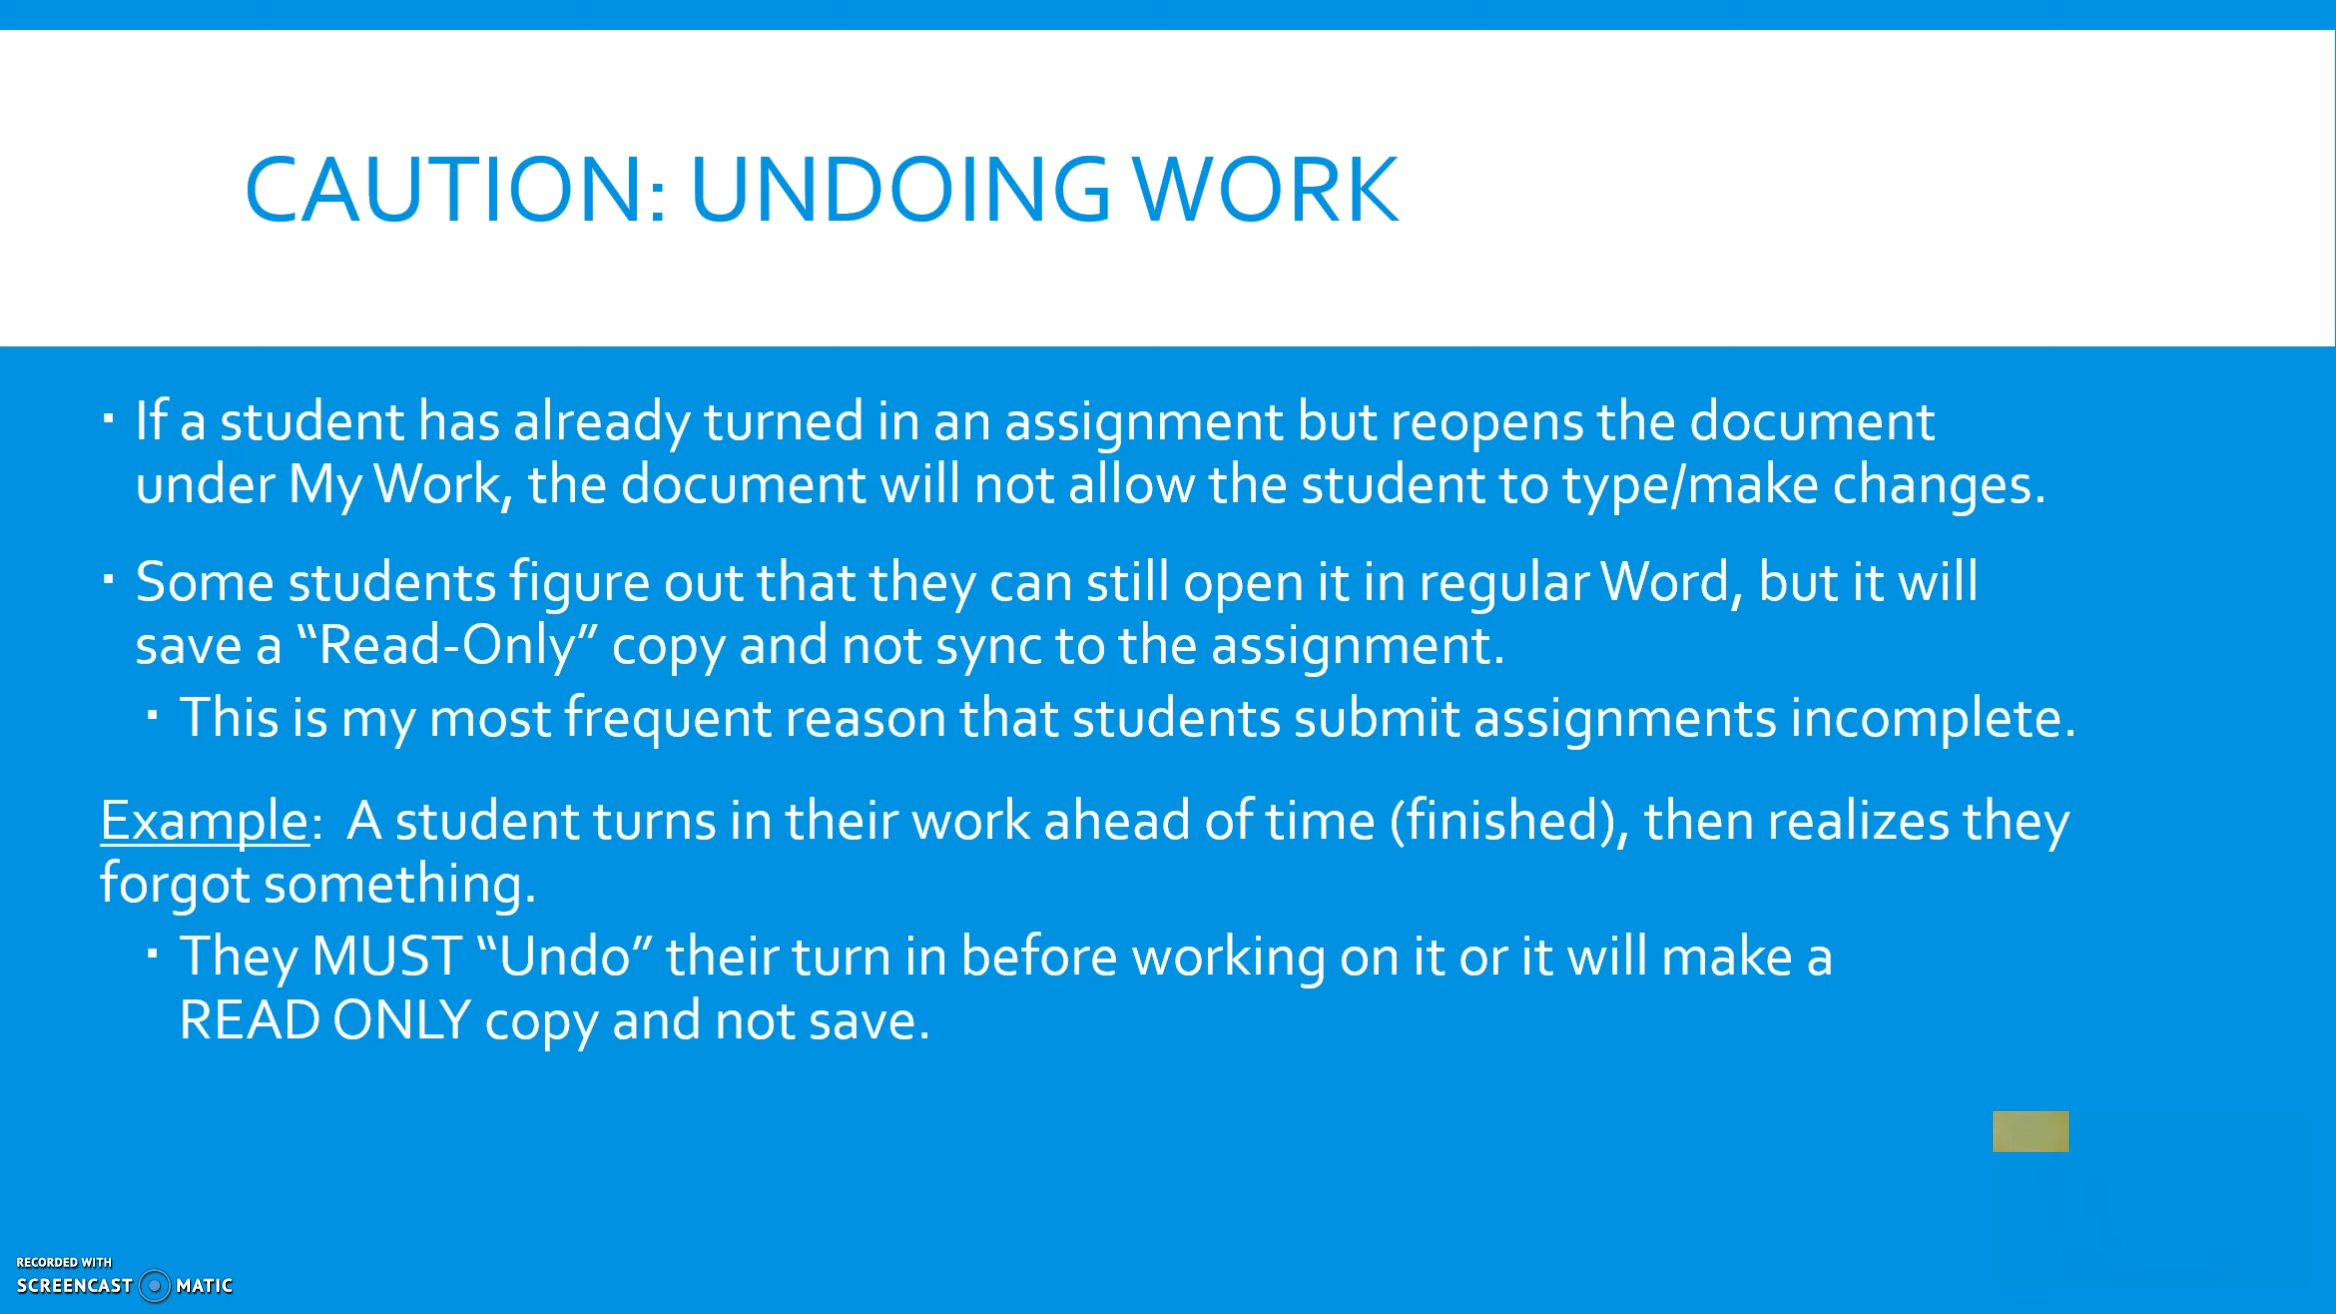 CAUTION: UNDOING WORK
▪ If a student has already turned in an assignment but reopens the document
under My Work, the document will not allow the student to type/make changes.
▪ Some students figure out that they can still open it in regular Word, but it will
save a “Read-Only” copy and not sync to the assignment.
▪ This is my most frequent reason that students submit assignments incomplete.
Example:  A student turns in their work ahead of time (finished), then realizes they
forgot something.
▪ They MUST “Undo” their turn in before working on it or it will make a
READ ONLY copy and not save.
RECORDED WITH
SCREENCAST MATIC